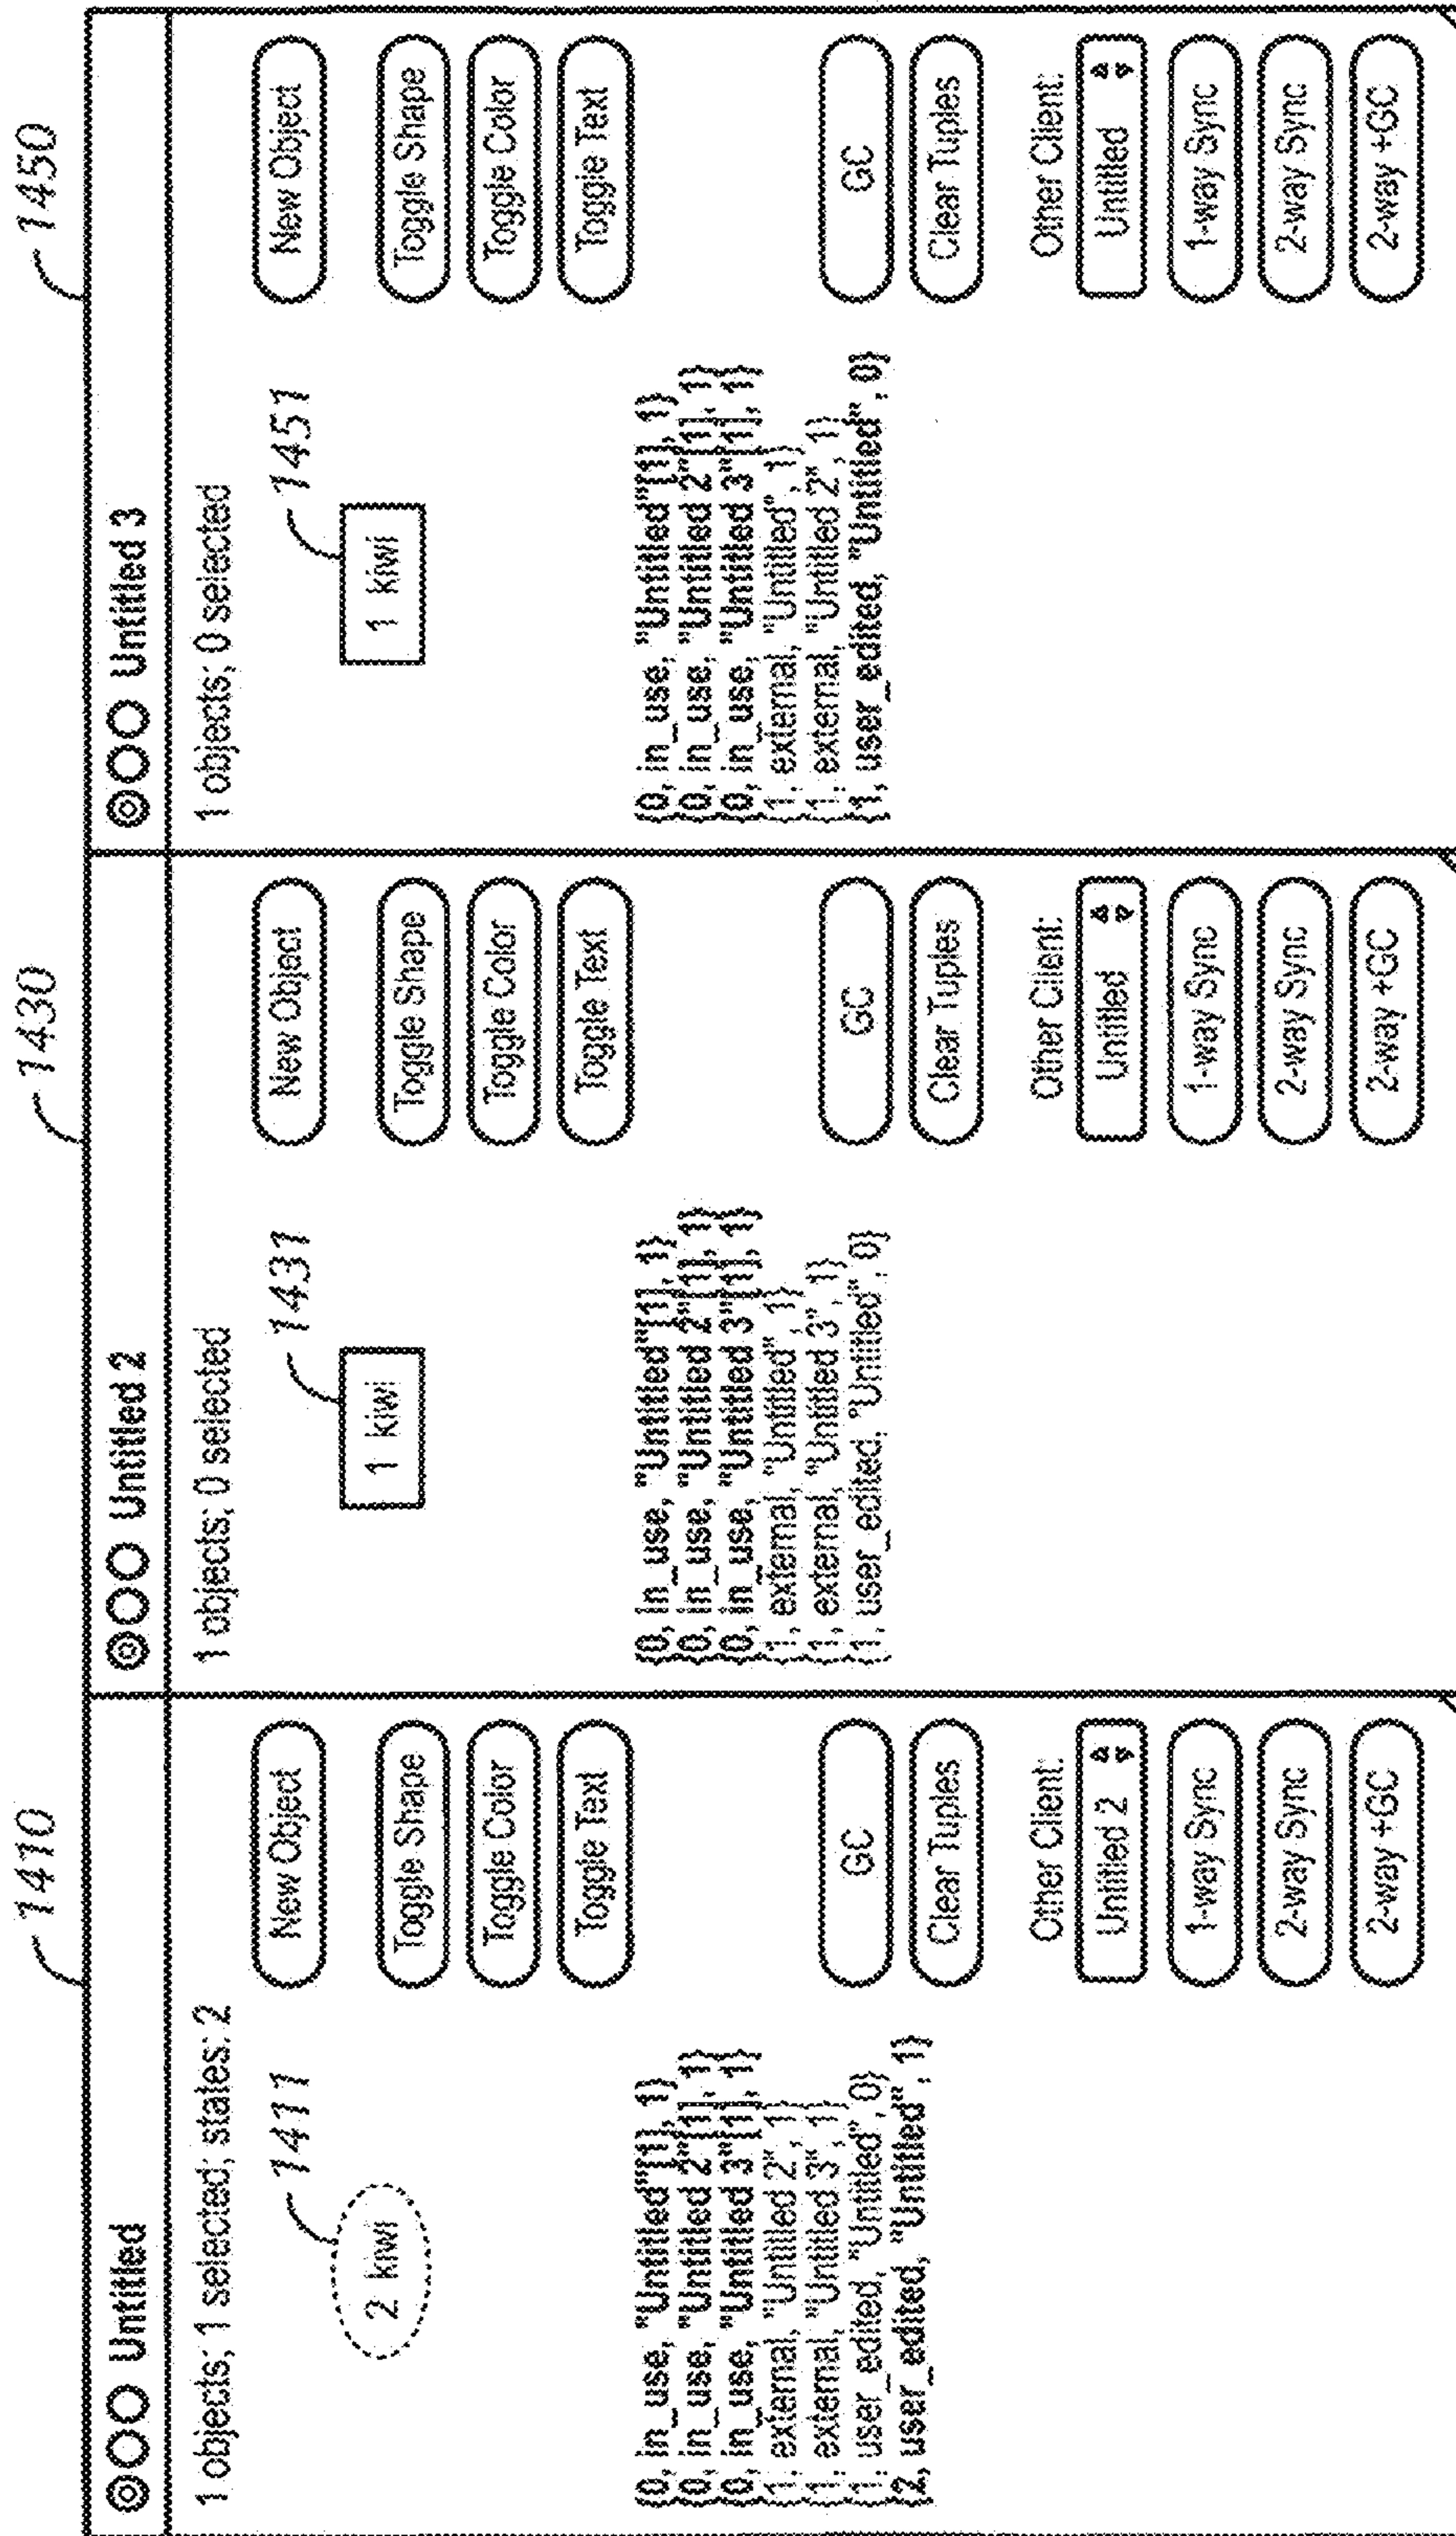 1410
Untitled
1 objects; 1 selected; states: 2
1411
2 kiwi
New Object
Toggle Shape
Toggle Color
Toggle Text
{0, in_use, "Untitled"[1], 1}
{0, in_use, "Untitled 2"[1], 1}
{0, in_use, "Untitled 3"[1], 1}
{1, external, "Untitled 2", 1}
{1, external, "Untitled 3", 1}
{1, user_edited, "Untitled", 0}
{2, user_edited, "Untitled", 1}
GC
Clear Tuples
Other Client:
Untitled 2
1-way Sync
2-way Sync
2-way +GC
1430
Untitled 2
1 objects; 0 selected
1431
1 kiwi
New Object
Toggle Shape
Toggle Color
Toggle Text
{0, in_use, "Untitled"[1], 1}
{0, in_use, "Untitled 2"[1], 1}
{0, in_use, "Untitled 3"[1], 1}
{1, external, "Untitled", 1}
{1, external, "Untitled 3", 1}
{1, user_edited, "Untitled", 0}
GC
Clear Tuples
Other Client:
Untitled
1-way Sync
2-way Sync
2-way +GC
1450
Untitled 3
1 objects; 0 selected
1451
1 kiwi
New Object
Toggle Shape
Toggle Color
Toggle Text
{0, in_use, "Untitled"[1], 1}
{0, in_use, "Untitled 2"[1], 1}
{0, in_use, "Untitled 3"[1], 1}
{1, external, "Untitled", 1}
{1, external, "Untitled 2", 1}
{1, user_edited, "Untitled", 0}
GC
Clear Tuples
Other Client:
Untitled
1-way Sync
2-way Sync
2-way +GC